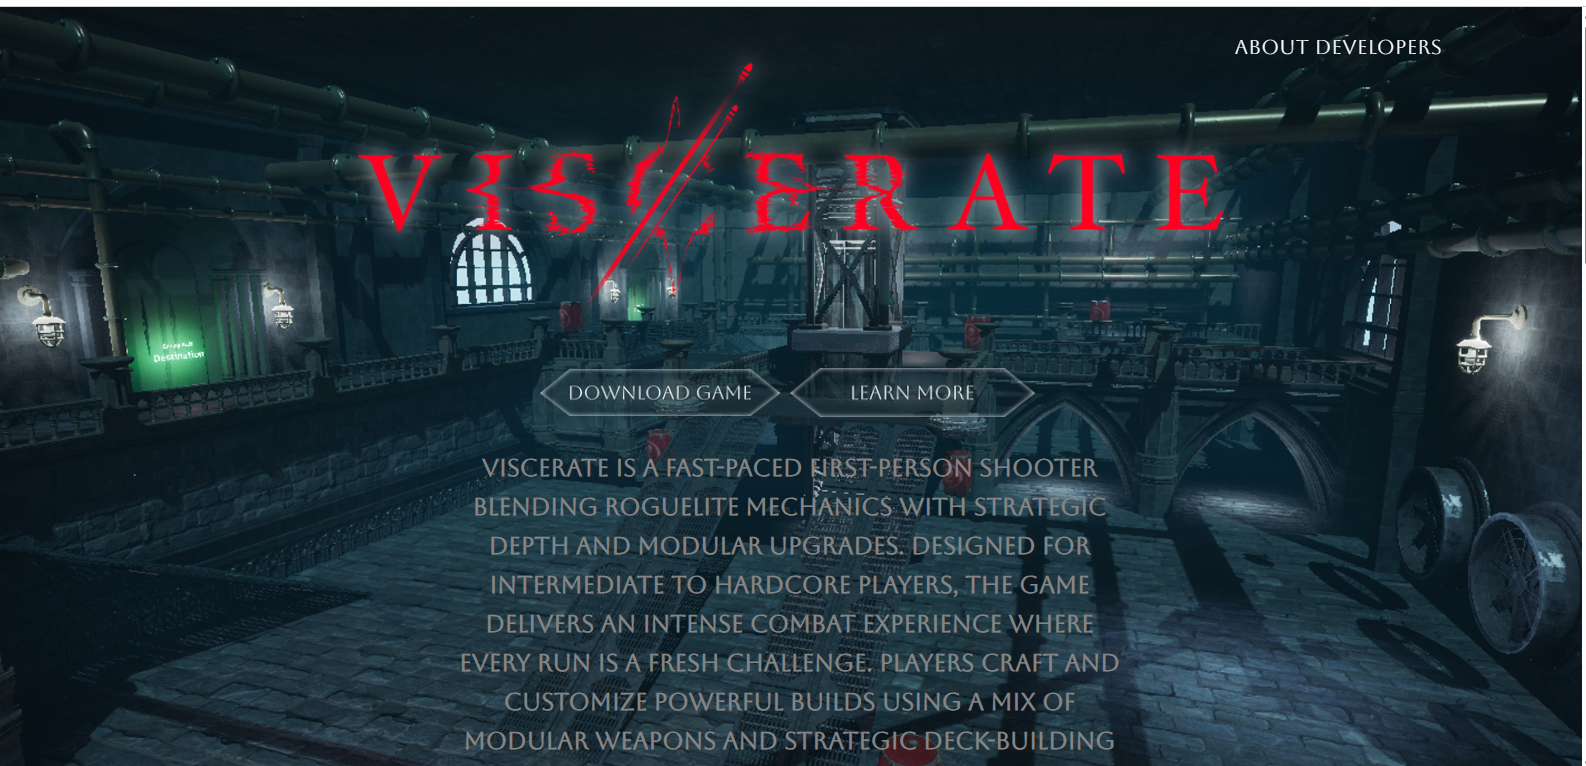 ABOUT DEVELOPERS
VISCERATE
Destination
DOWNLOAD GAME
LEARN MORE
VISCERATE IS A FAST-PACED FIRST-PERSON SHOOTER
BLENDING ROGUELITE MECHANICS WITH STRATEGIC
DEPTH AND MODULAR UPGRADES. DESIGNED FOR
INTERMEDIATE TO HARDCORE PLAYERS, THE GAME
DELIVERS AN INTENSE COMBAT EXPERIENCE WHERE
EVERY RUN IS A FRESH CHALLENGE. PLAYERS CRAFT AND
CUSTOMIZE POWERFUL BUILDS USING A MIX OF
MODULAR WEAPONS AND STRATEGIC DECK-BUILDING